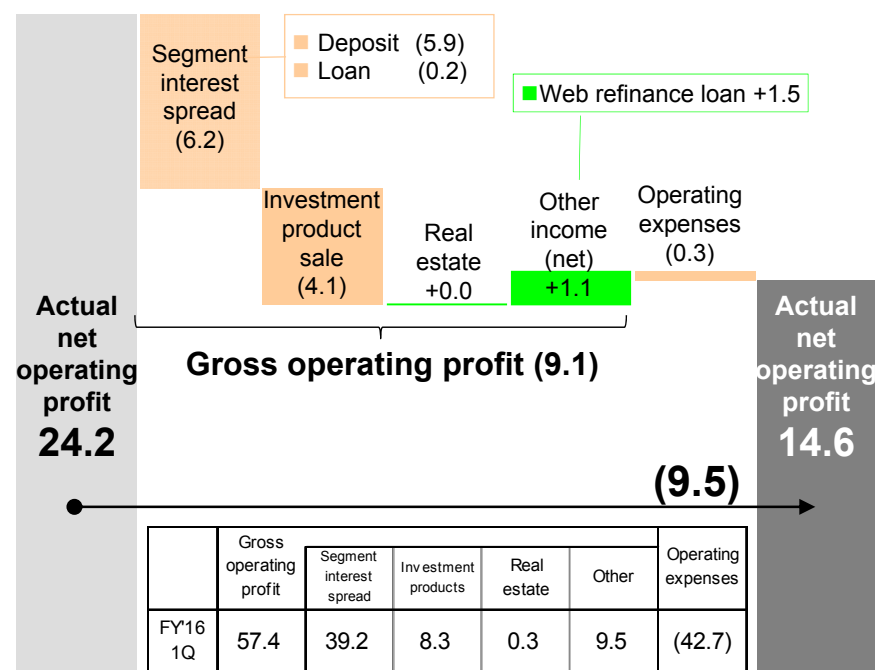 Segment
interest
spread
(6.2)
■ Deposit (5.9)
■ Loan (0.2)
■Web refinance loan +1.5
Investment
product
sale
(4.1)
Real
estate
+0.0
Other
income
(net)
+1.1
Operating
expenses
(0.3)
Actual
net
operating
profit
24.2
Gross operating profit (9.1)
Actual
net
operating
profit
14.6
(9.5)
Gross
operating
profit
Segment
interest
spread
Investment
products
Real
estate
Other
Operating
expenses
FY'16
1Q
57.4 39.2 8.3 0.3 9.5 (42.7)